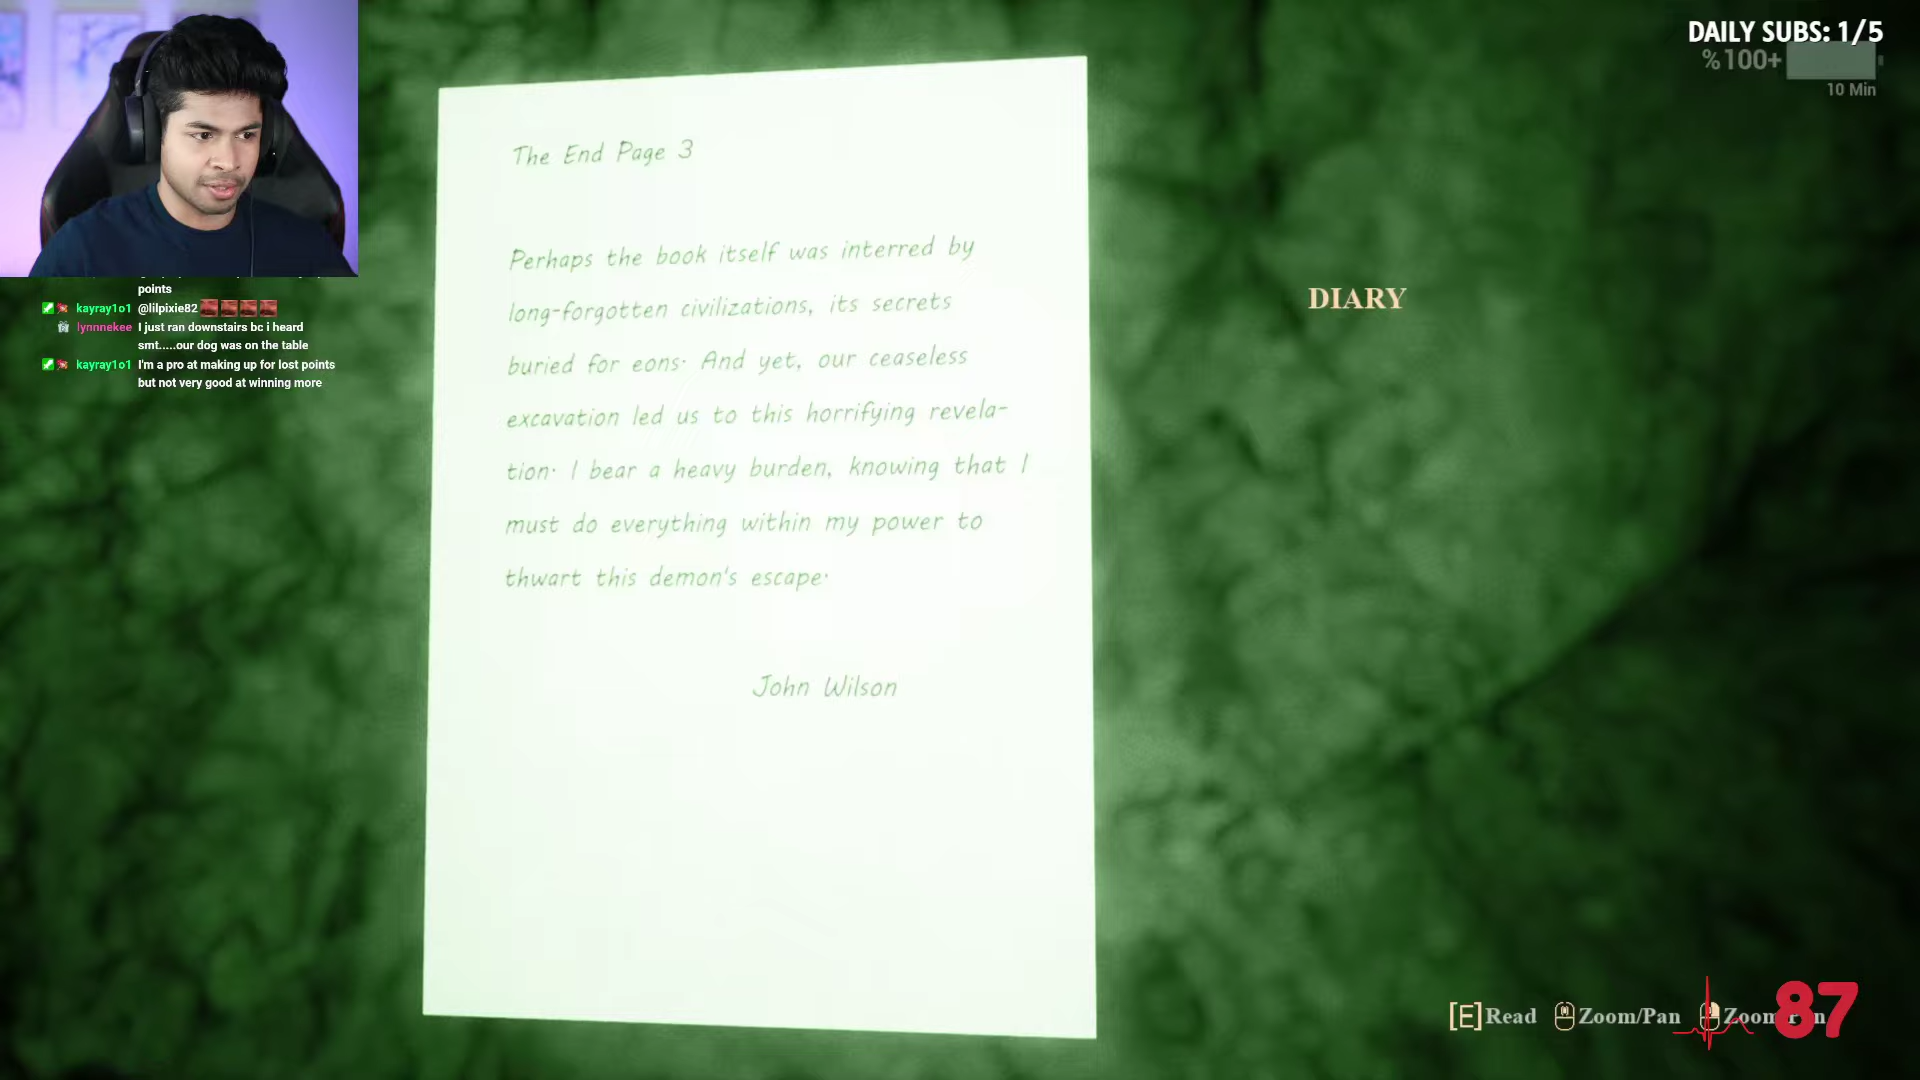 DAILY SUBS: 1/5
%100+
10 Min
The End Page 3
Perhaps the book itself was interred by
long-forgotten civilizations, its secrets
buried for eons. And yet, our ceaseless
excavation led us to this horrifying revela-
tion. I bear a heavy burden, knowing that I
must do everything within my power to
thwart this demon's escape.
John Wilson
DIARY
points
kayray1o1 @lilpixie82
lynnnekee I just ran downstairs bc i heard
smt.....our dog was on the table
kayray1o1 I'm a pro at making up for lost points
but not very good at winning more
[E]Read Zoom/Pan Zoom
87